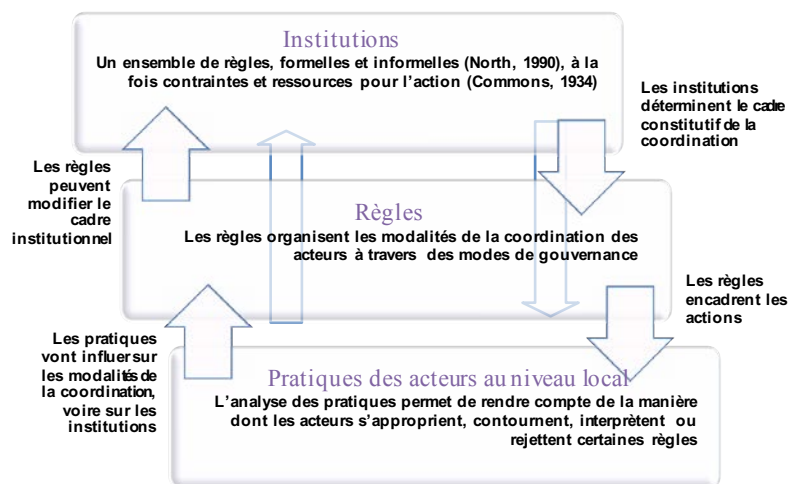 Institutions
Un ensemble de règles, formelles et informelles (North, 1990), à la
fois contraintes et ressources pour l'action (Commons, 1934)
Les institutions
déterminent le cadre
constitutif de la
coordination
Les règles
peuvent
modifier le
cadre
institutionnel
Règles
Les règles organisent les modalités de la coordination des
acteurs à travers des modes de gouvernance
Les règles
encadrent les
actions
Les pratiques
vont influer sur
les modalités de
la coordination,
voire sur les
institutions
Pratiques des acteurs au niveau local
L'analyse des pratiques permet de rendre compte de la manière
dont les acteurs s'approprient, contournent, interprètent ou
rejettent certaines règles